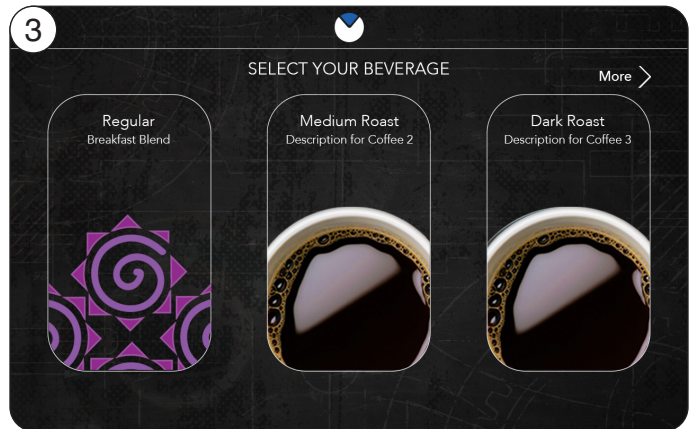 3
SELECT YOUR BEVERAGE
More
Regular
Breakfast Blend
Medium Roast
Description for Coffee 2
Dark Roast
Description for Coffee 3